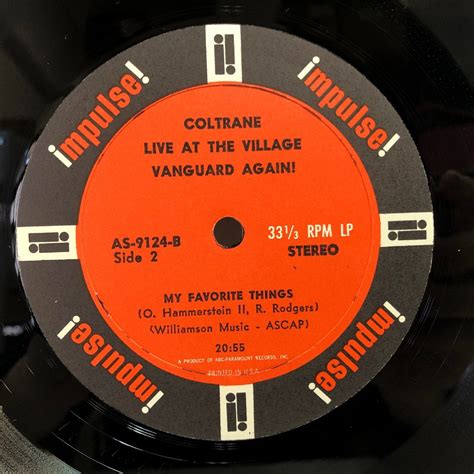 impulse!
i!
impulse!
i!
impulse!
i!
impulse!
i!
COLTRANE
LIVE AT THE VILLAGE
VANGUARD AGAIN!
AS-9124-B
Side 2
33 1/3 RPM LP
STEREO
MY FAVORITE THINGS
(O. Hammerstein II, R. Rodgers)
(Williamson Music - ASCAP)
20:55
A PRODUCT OF ABC-PARAMOUNT RECORDS, INC.
PRINTED IN U.S.A.